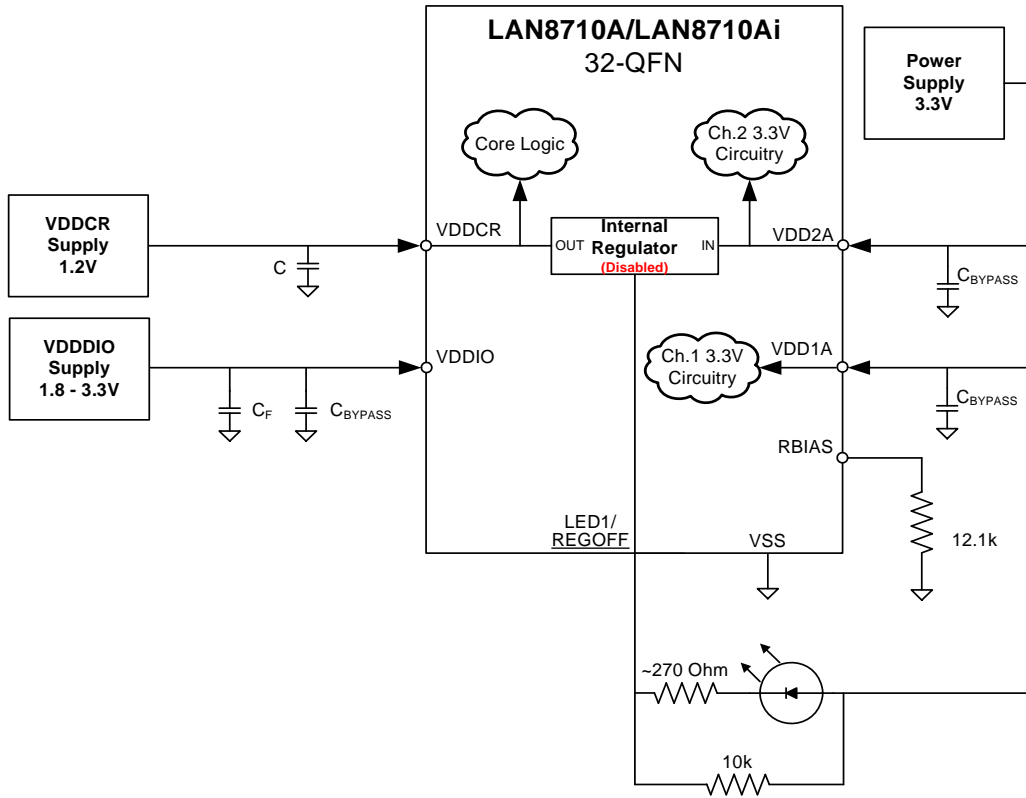 LAN8710A/LAN8710Ai
32-QFN
Power
Supply
3.3V
Core Logic
Ch.2 3.3V
Circuitry
VDDCR
Supply
1.2V
VDDCR
OUT
Internal
Regulator
(Disabled)
IN
VDD2A
C
CBYPASS
VDDDIO
Supply
1.8 - 3.3V
VDDIO
Ch.1 3.3V
Circuitry
VDD1A
CF
CBYPASS
CBYPASS
RBIAS
LED1/
REGOFF
VSS
12.1k
~270 Ohm
10k